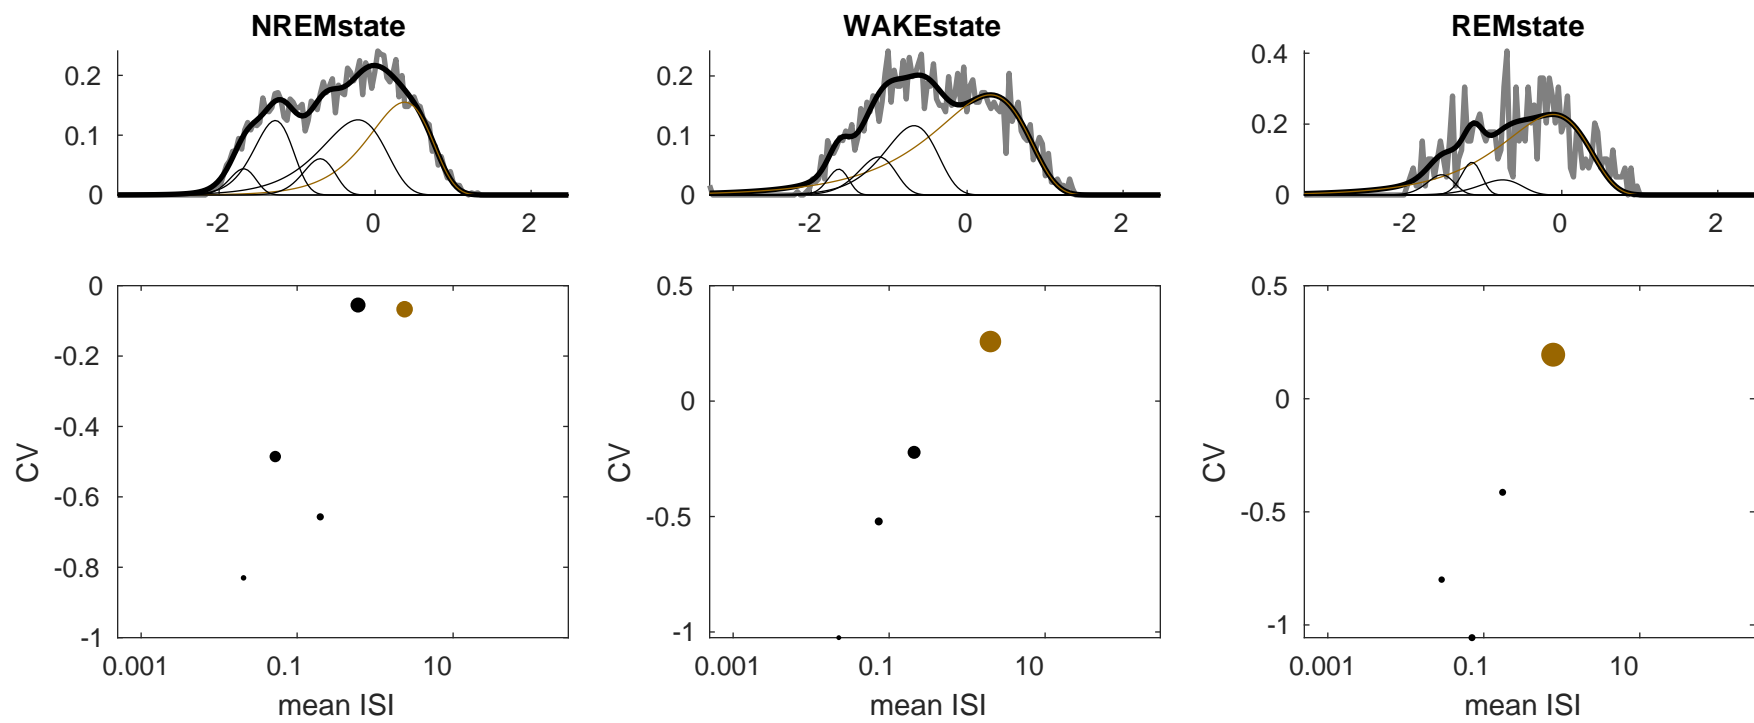 NREMstate WAKEstate REMstate
0.2 0.2 0.4
0.1 0.1 0.2
0 0 0
-2 0 2 -2 0 2 -2 0 2
0 0.5 0.5
-0.2
0 0
-0.4
CV CV CV
-0.6 -0.5 -0.5
-0.8
-1 -1 -1
0.001 0.1 10 0.001 0.1 10 0.001 0.1 10
mean ISI mean ISI mean ISI